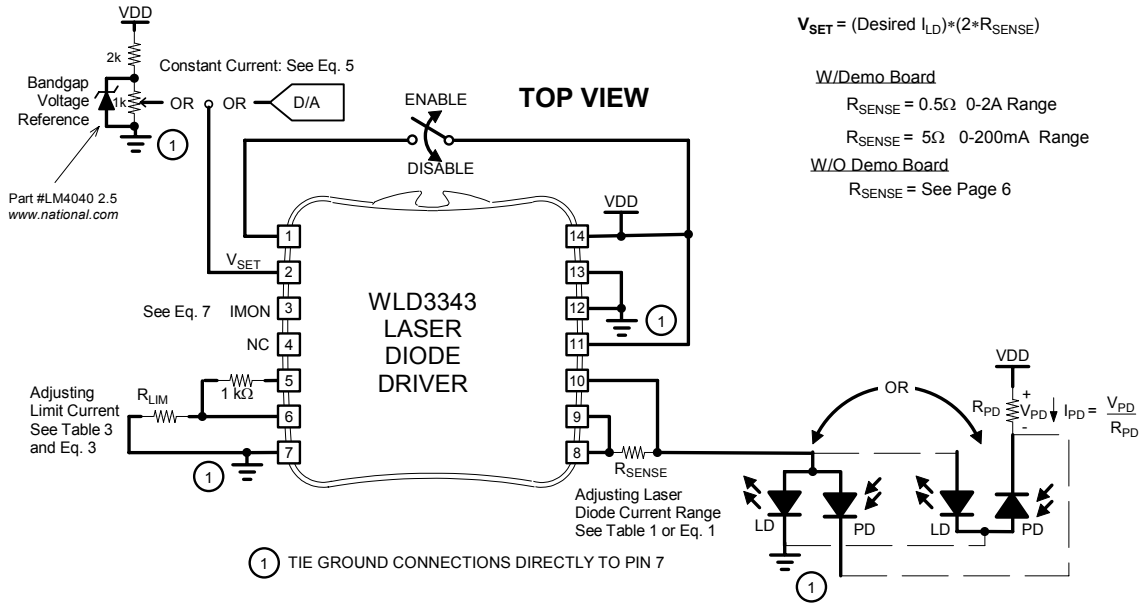 VDD
2k
Bandgap
Voltage
Reference
1k
Constant Current: See Eq. 5
OR
OR
D/A
1
Part #LM4040 2.5
www.national.com
ENABLE
DISABLE
TOP VIEW
V_SET = (Desired I_LD)*(2*R_SENSE)
W/Demo Board
R_SENSE = 0.5Ω 0-2A Range
R_SENSE = 5Ω 0-200mA Range
W/O Demo Board
R_SENSE = See Page 6
VDD
1
2
3
4
5
6
7
14
13
12
11
10
9
8
V_SET
See Eq. 7 IMON
NC
WLD3343
LASER
DIODE
DRIVER
1
Adjusting
Limit Current
See Table 3
and Eq. 3
R_LIM
1 kΩ
1
R_SENSE
Adjusting Laser
Diode Current Range
See Table 1 or Eq. 1
OR
VDD
R_PD
+
V_PD
-
I_PD = V_PD
R_PD
LD
PD
LD
PD
1
1 TIE GROUND CONNECTIONS DIRECTLY TO PIN 7